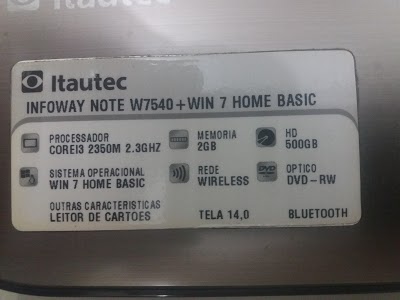 Itautec
Itautec
INFOWAY NOTE W7540+WIN 7 HOME BASIC
PROCESSADOR
COREI3 2350M 2.3GHZ
MEMORIA
2GB
HD
500GB
SISTEMA OPERACIONAL
WIN 7 HOME BASIC
REDE
WIRELESS
DVD
OPTICO
DVD-RW
OUTRAS CARACTERISTICAS
LEITOR DE CARTOES
TELA 14,0
BLUETOOTH